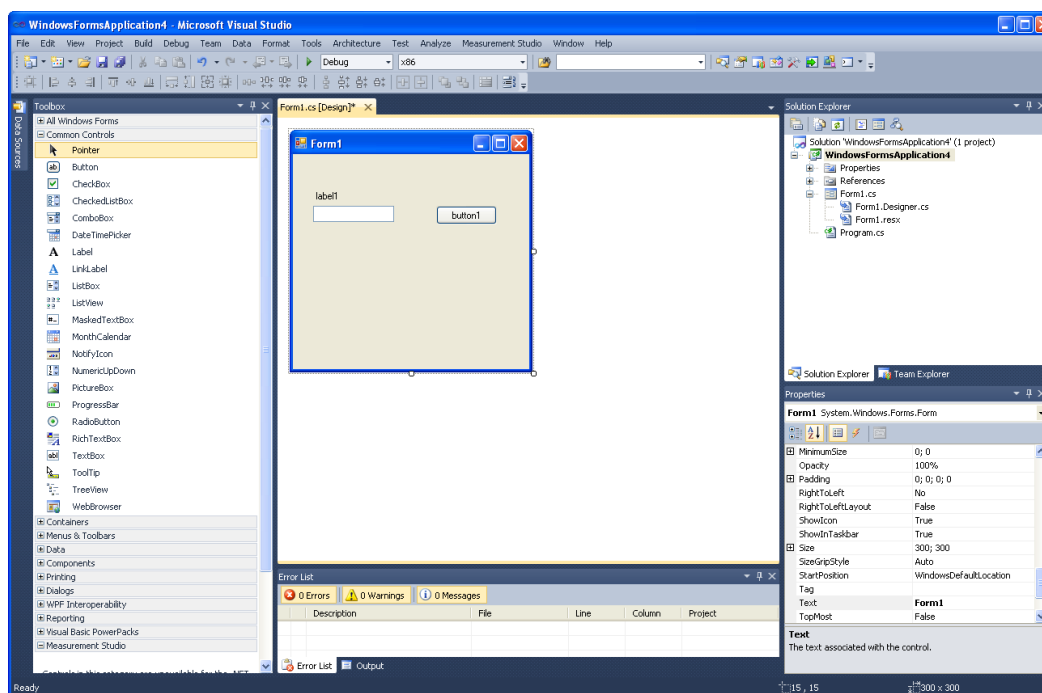 WindowsFormsApplication4 - Microsoft Visual Studio
File Edit View Project Build Debug Team Data Format Tools Architecture Test Analyze Measurement Studio Window Help
Debug x86
Data Sources
Toolbox
All Windows Forms
Common Controls
Pointer
Button
CheckBox
CheckedListBox
ComboBox
DateTimePicker
Label
LinkLabel
ListBox
ListView
MaskedTextBox
MonthCalendar
NotifyIcon
NumericUpDown
PictureBox
ProgressBar
RadioButton
RichTextBox
TextBox
ToolTip
TreeView
WebBrowser
Containers
Menus & Toolbars
Data
Components
Printing
Dialogs
WPF Interoperability
Reporting
Visual Basic PowerPacks
Measurement Studio
Form1.cs [Design]*
Form1
label1
button1
Error List
0 Errors 0 Warnings 0 Messages
Description File Line Column Project
Error List Output
Solution Explorer
Solution 'WindowsFormsApplication4' (1 project)
WindowsFormsApplication4
Properties
References
Form1.cs
Form1.Designer.cs
Form1.resx
Program.cs
Solution Explorer Team Explorer
Properties
Form1 System.Windows.Forms.Form
MinimumSize 0; 0
Opacity 100%
Padding 0; 0; 0; 0
RightToLeft No
RightToLeftLayout False
ShowIcon True
ShowInTaskbar True
Size 300; 300
SizeGripStyle Auto
StartPosition WindowsDefaultLocation
Tag
Text Form1
TopMost False
Text
The text associated with the control.
Ready 15 , 15 300 x 300